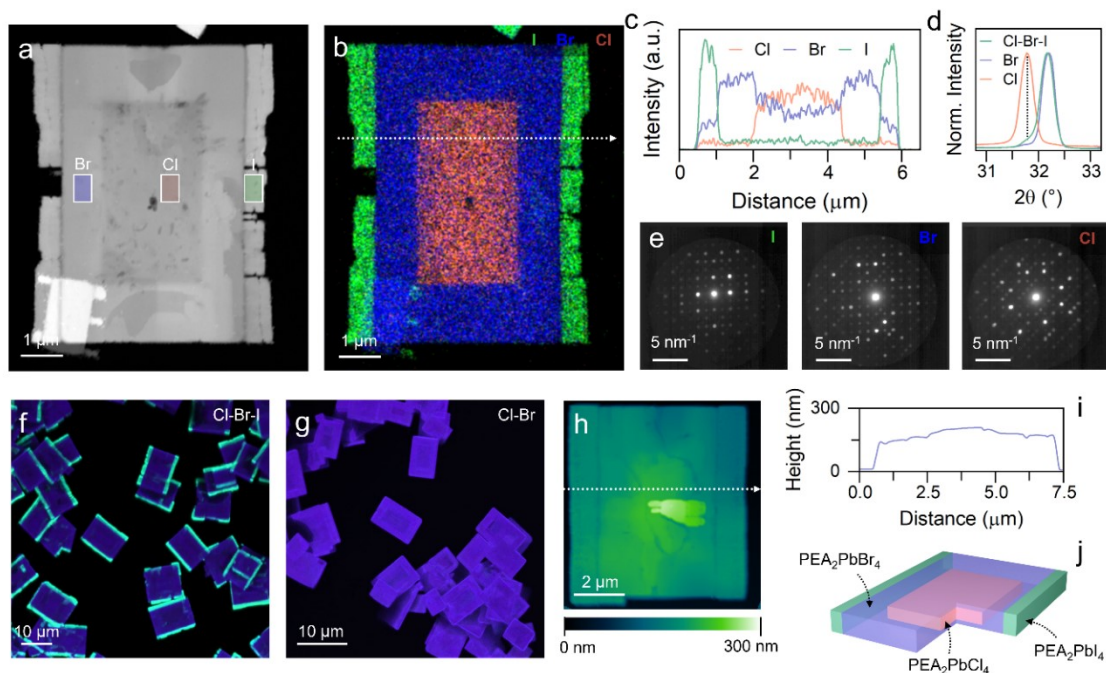 a
Br
Cl
I
1 μm
b
I Br Cl
1 μm
c
Intensity (a.u.)
Cl Br I
0 1 2 3 4 5 6
Distance (μm)
d
Norm. Intensity
Cl-Br-I
Br
Cl
31 32 33
2θ (°)
e
I
5 nm⁻¹
Br
5 nm⁻¹
Cl
5 nm⁻¹
f
Cl-Br-I
10 μm
g
Cl-Br
10 μm
h
2 μm
0 nm 300 nm
i
Height (nm)
300
0
0.0 2.5 5.0 7.5
Distance (μm)
j
PEA₂PbBr₄
PEA₂PbCl₄
PEA₂PbI₄